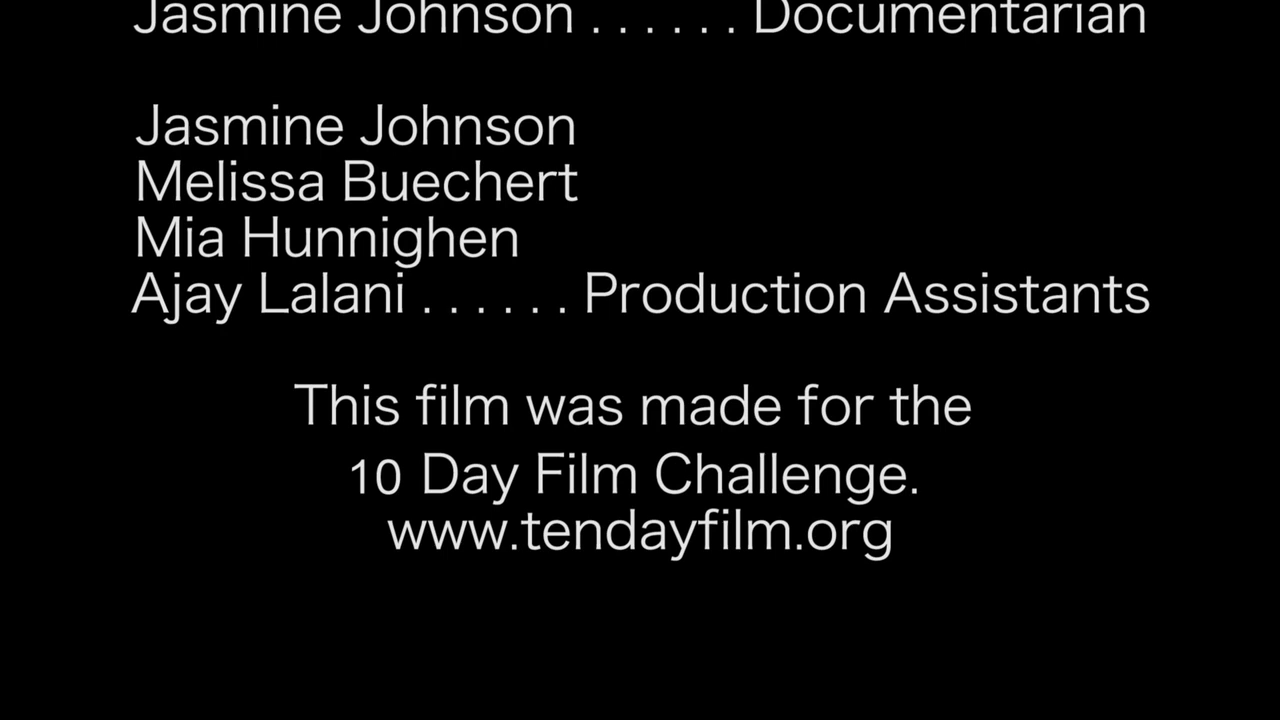 Jasmine Johnson . . . . . . Documentarian
Jasmine Johnson
Melissa Buechert
Mia Hunnighen
Ajay Lalani . . . . . . Production Assistants
This film was made for the
10 Day Film Challenge.
www.tendayfilm.org